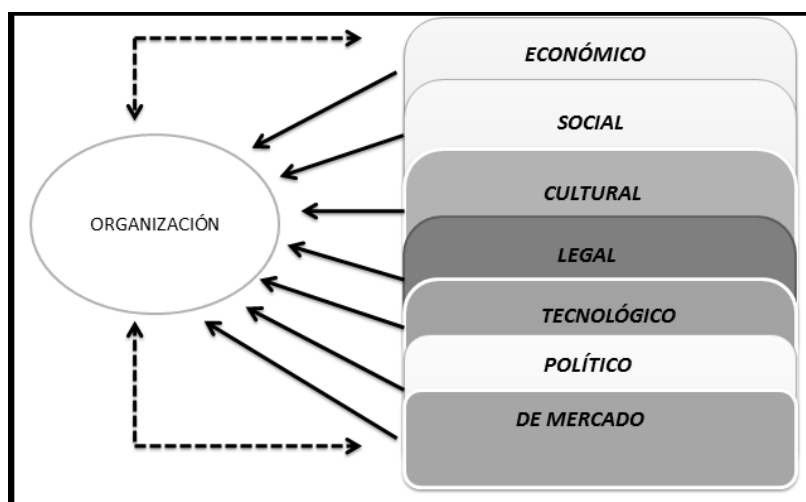 ECONÓMICO
SOCIAL
CULTURAL
ORGANIZACIÓN
LEGAL
TECNOLÓGICO
POLÍTICO
DE MERCADO